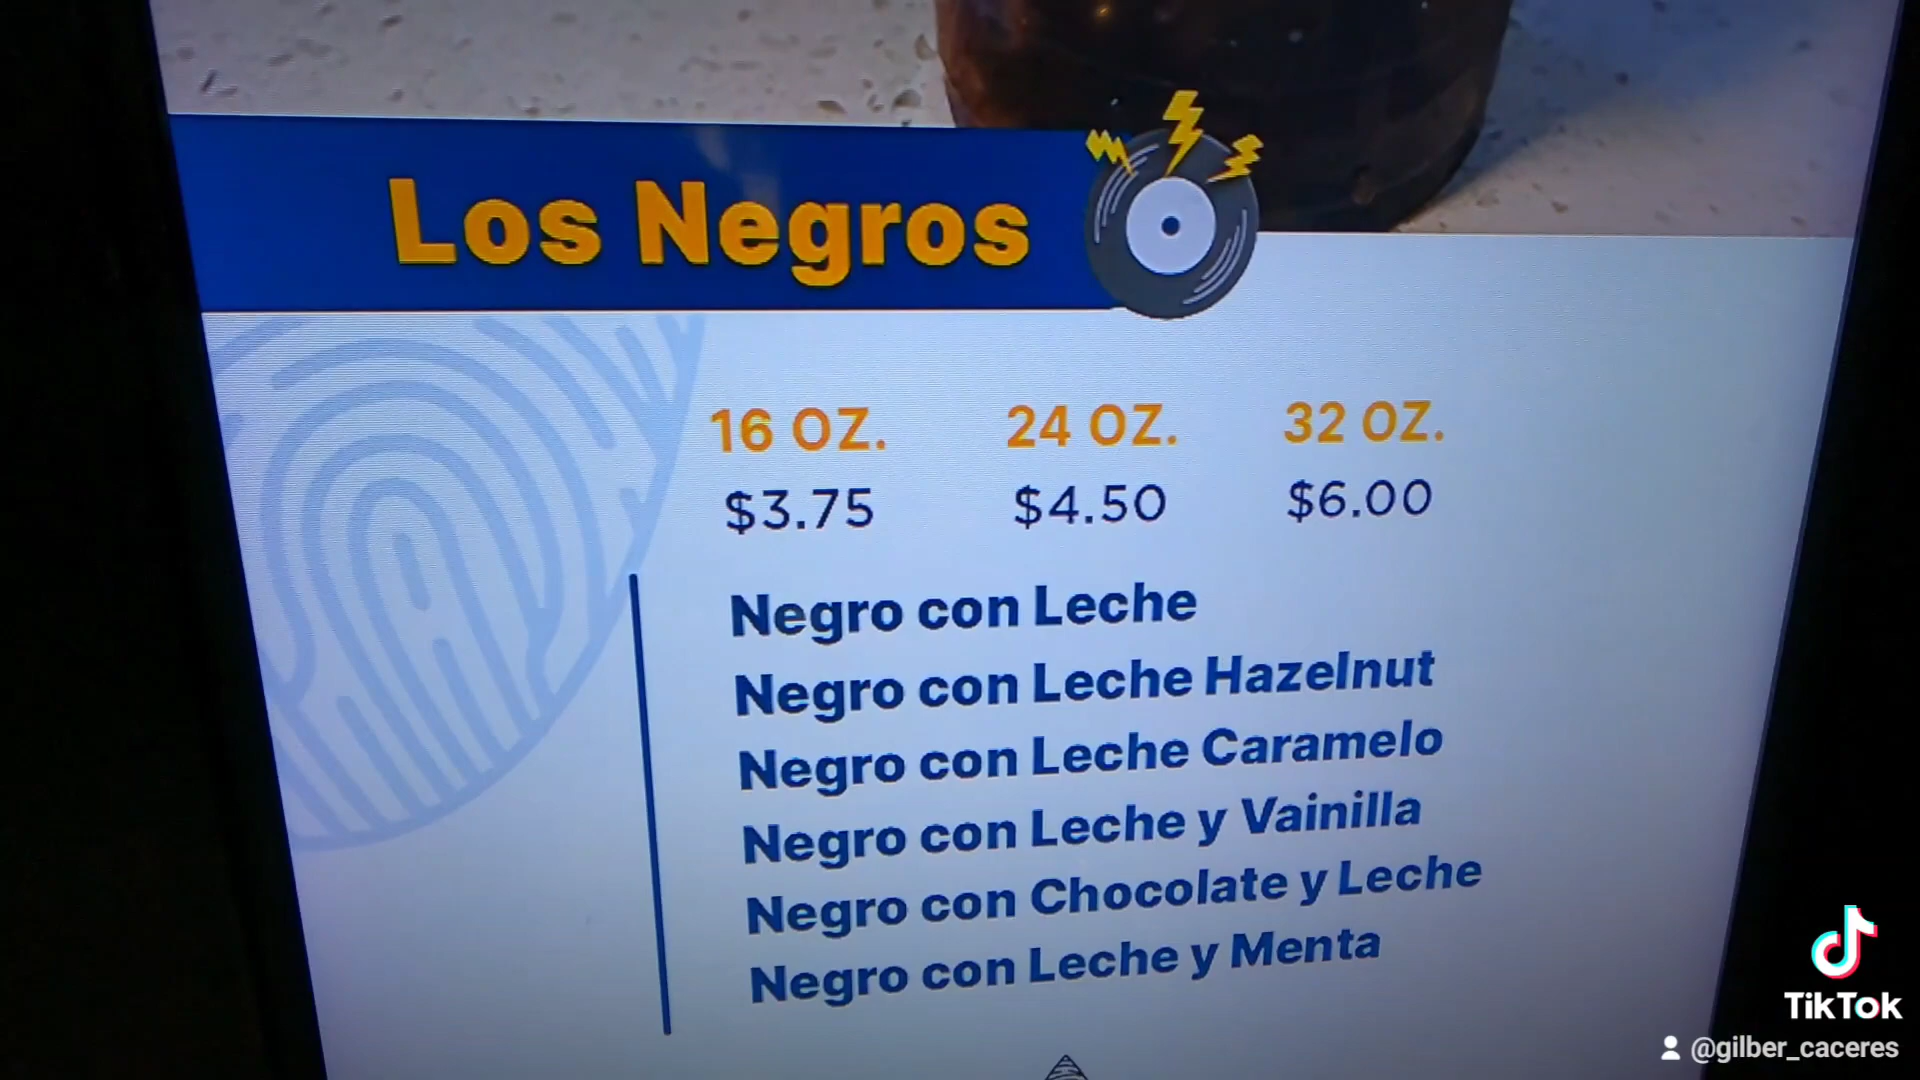 Los Negros
16 OZ. 24 OZ. 32 OZ.
$3.75 $4.50 $6.00
Negro con Leche
Negro con Leche Hazelnut
Negro con Leche Caramelo
Negro con Leche y Vainilla
Negro con Chocolate y Leche
Negro con Leche y Menta
TikTok
@gilber_caceres